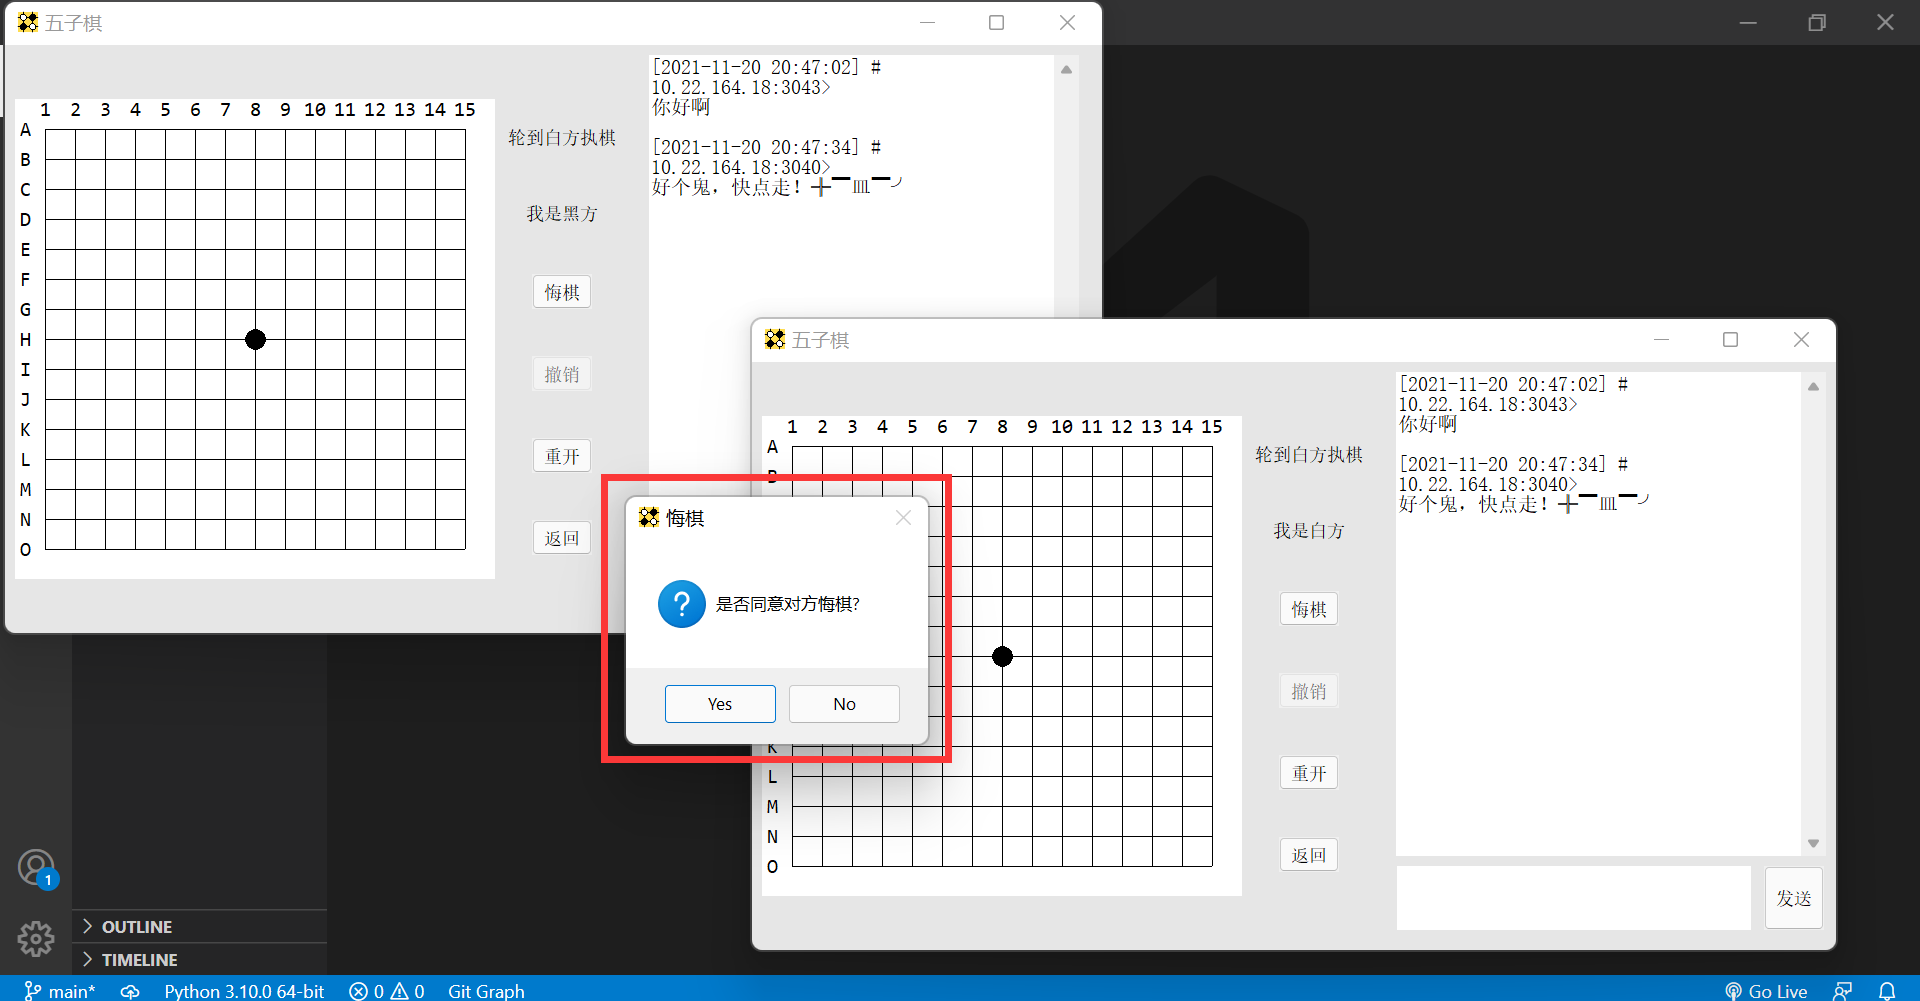 五子棋
1 2 3 4 5 6 7 8 9 10 11 12 13 14 15
A
B
C
D
E
F
G
H
I
J
K
L
M
N
O
轮到白方执棋
我是黑方
悔棋
撤销
重开
返回
[2021-11-20 20:47:02] #
10.22.164.18:3043>
你好啊
[2021-11-20 20:47:34] #
10.22.164.18:3040>
好个鬼，快点走！╋━皿━╯
五子棋
1 2 3 4 5 6 7 8 9 10 11 12 13 14 15
A
B
K
L
M
N
O
轮到白方执棋
我是白方
悔棋
撤销
重开
返回
[2021-11-20 20:47:02] #
10.22.164.18:3043>
你好啊
[2021-11-20 20:47:34] #
10.22.164.18:3040>
好个鬼，快点走！╋━皿━╯
发送
悔棋
是否同意对方悔棋?
Yes No
1
OUTLINE
TIMELINE
main* Python 3.10.0 64-bit 0 0 Git Graph Go Live